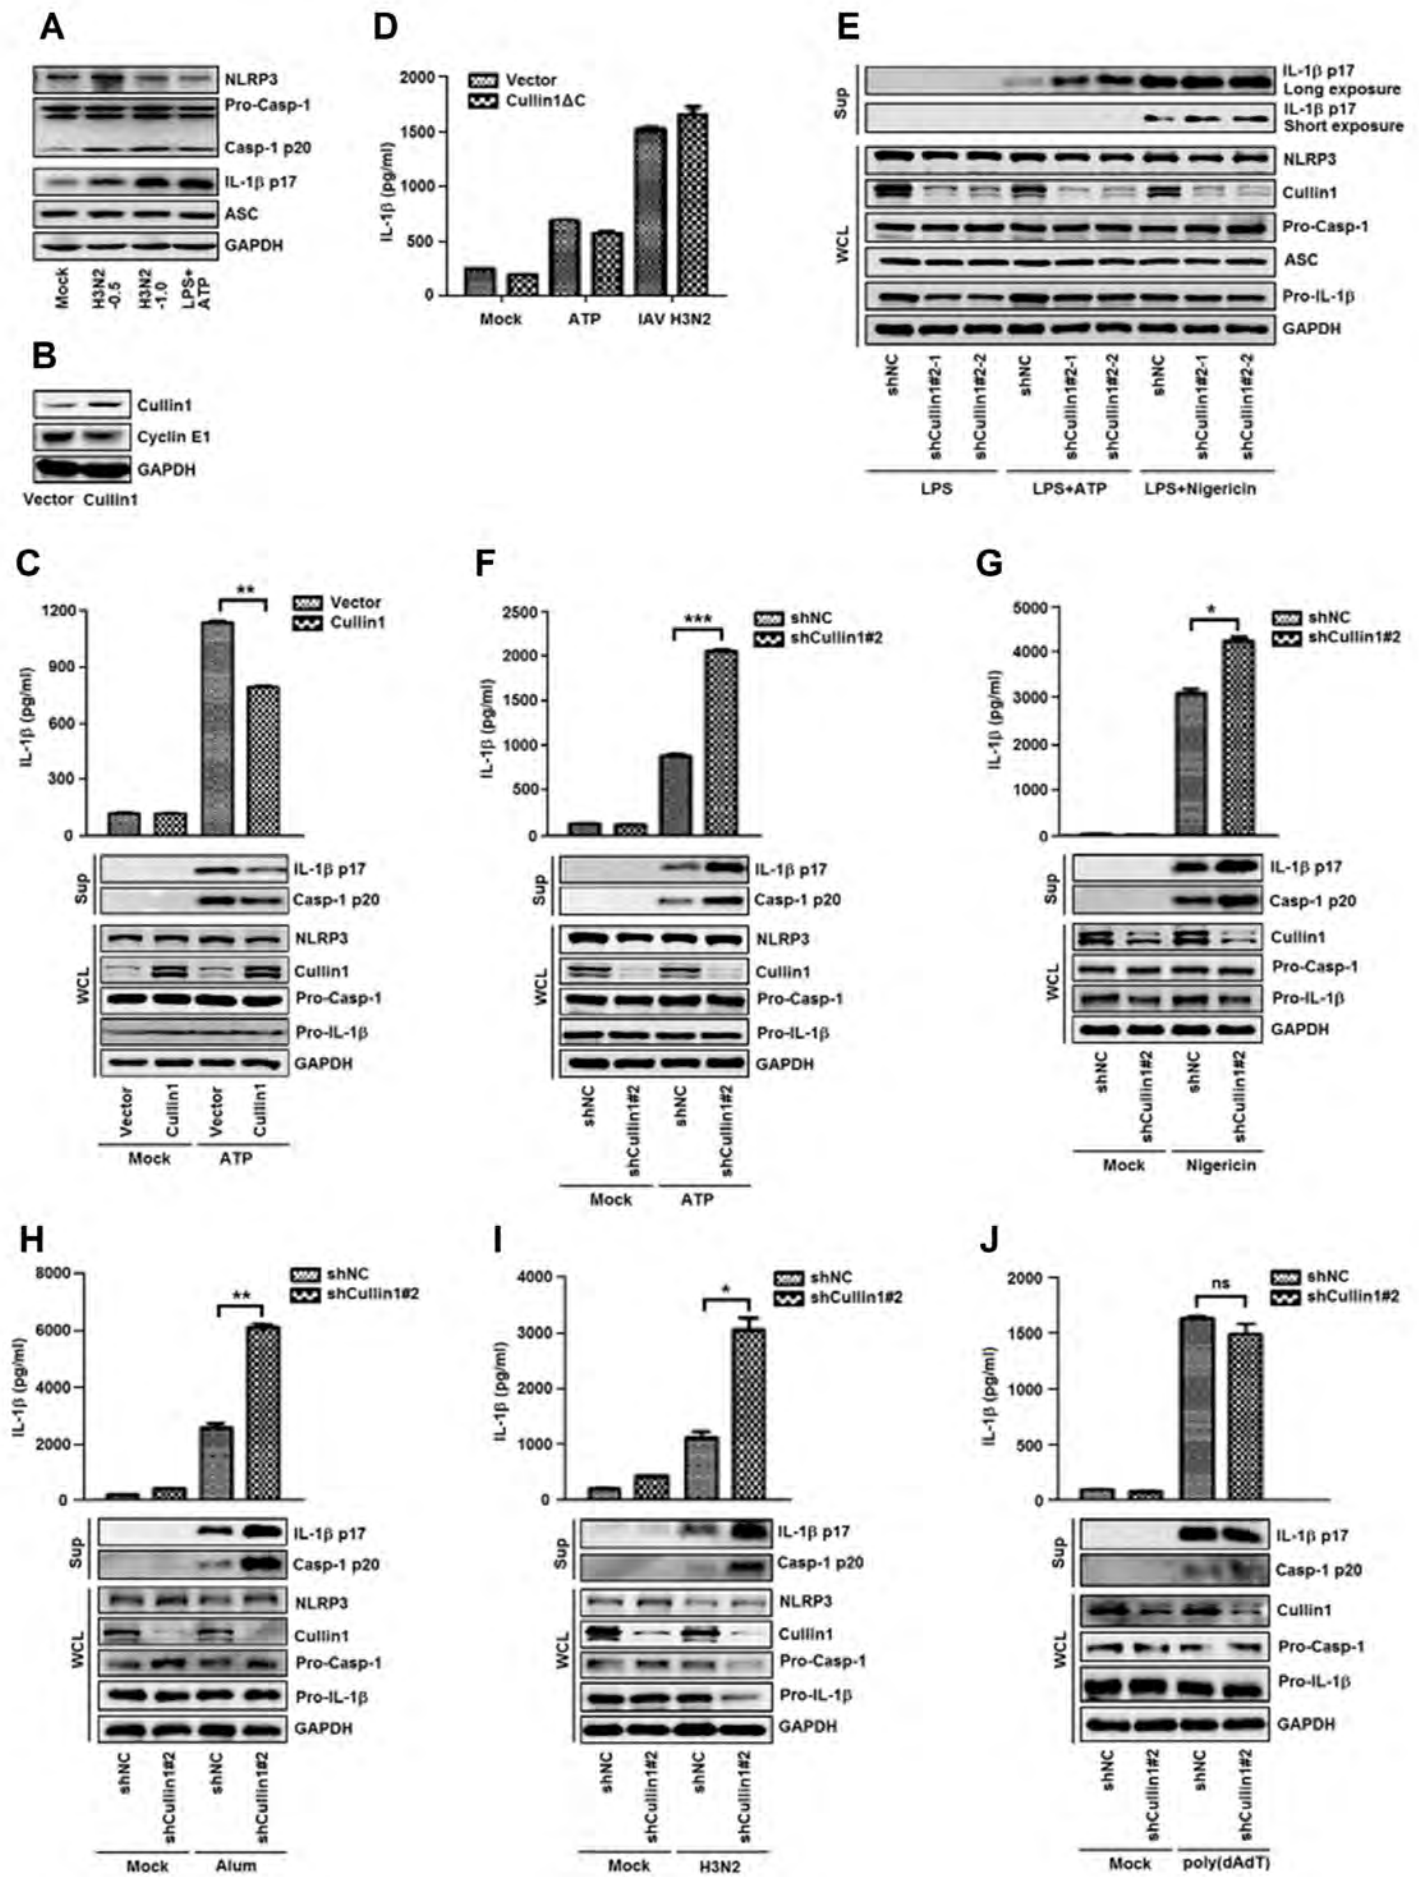 A
NLRP3
Pro-Casp-1
Casp-1 p20
IL-1β p17
ASC
GAPDH
Mock
H3N2
-0.5
H3N2
-1.0
LPS+
ATP
B
Cullin1
Cyclin E1
GAPDH
Vector Cullin1
C
1200
900
600
300
0
IL-1β (pg/ml)
**
Vector
Cullin1
Sup
IL-1β p17
Casp-1 p20
WCL
NLRP3
Cullin1
Pro-Casp-1
Pro-IL-1β
GAPDH
Vector
Cullin1
Vector
Cullin1
Mock
ATP
D
2000
1500
1000
500
0
IL-1β (pg/ml)
Vector
Cullin1ΔC
Mock
ATP
IAV H3N2
E
Sup
IL-1β p17
Long exposure
IL-1β p17
Short exposure
WCL
NLRP3
Cullin1
Pro-Casp-1
ASC
Pro-IL-1β
GAPDH
shNC
shCullin1#2-1
shCullin1#2-2
shNC
shCullin1#2-1
shCullin1#2-2
shNC
shCullin1#2-1
shCullin1#2-2
LPS
LPS+ATP
LPS+Nigericin
F
2500
2000
1500
1000
500
0
IL-1β (pg/ml)
***
shNC
shCullin1#2
Sup
IL-1β p17
Casp-1 p20
WCL
NLRP3
Cullin1
Pro-Casp-1
Pro-IL-1β
GAPDH
shNC
shCullin1#2
shNC
shCullin1#2
Mock
ATP
G
5000
4000
3000
2000
1000
0
IL-1β (pg/ml)
*
shNC
shCullin1#2
Sup
IL-1β p17
Casp-1 p20
WCL
Cullin1
Pro-Casp-1
Pro-IL-1β
GAPDH
shNC
shCullin1#2
shNC
shCullin1#2
Mock
Nigericin
H
8000
6000
4000
2000
0
IL-1β (pg/ml)
**
shNC
shCullin1#2
Sup
IL-1β p17
Casp-1 p20
WCL
NLRP3
Cullin1
Pro-Casp-1
Pro-IL-1β
GAPDH
shNC
shCullin1#2
shNC
shCullin1#2
Mock
Alum
I
4000
3000
2000
1000
0
IL-1β (pg/ml)
*
shNC
shCullin1#2
Sup
IL-1β p17
Casp-1 p20
WCL
NLRP3
Cullin1
Pro-Casp-1
Pro-IL-1β
GAPDH
shNC
shCullin1#2
shNC
shCullin1#2
Mock
H3N2
J
2000
1500
1000
500
0
IL-1β (pg/ml)
ns
shNC
shCullin1#2
Sup
IL-1β p17
Casp-1 p20
WCL
Cullin1
Pro-Casp-1
Pro-IL-1β
GAPDH
shNC
shCullin1#2
shNC
shCullin1#2
Mock
poly(dAdT)